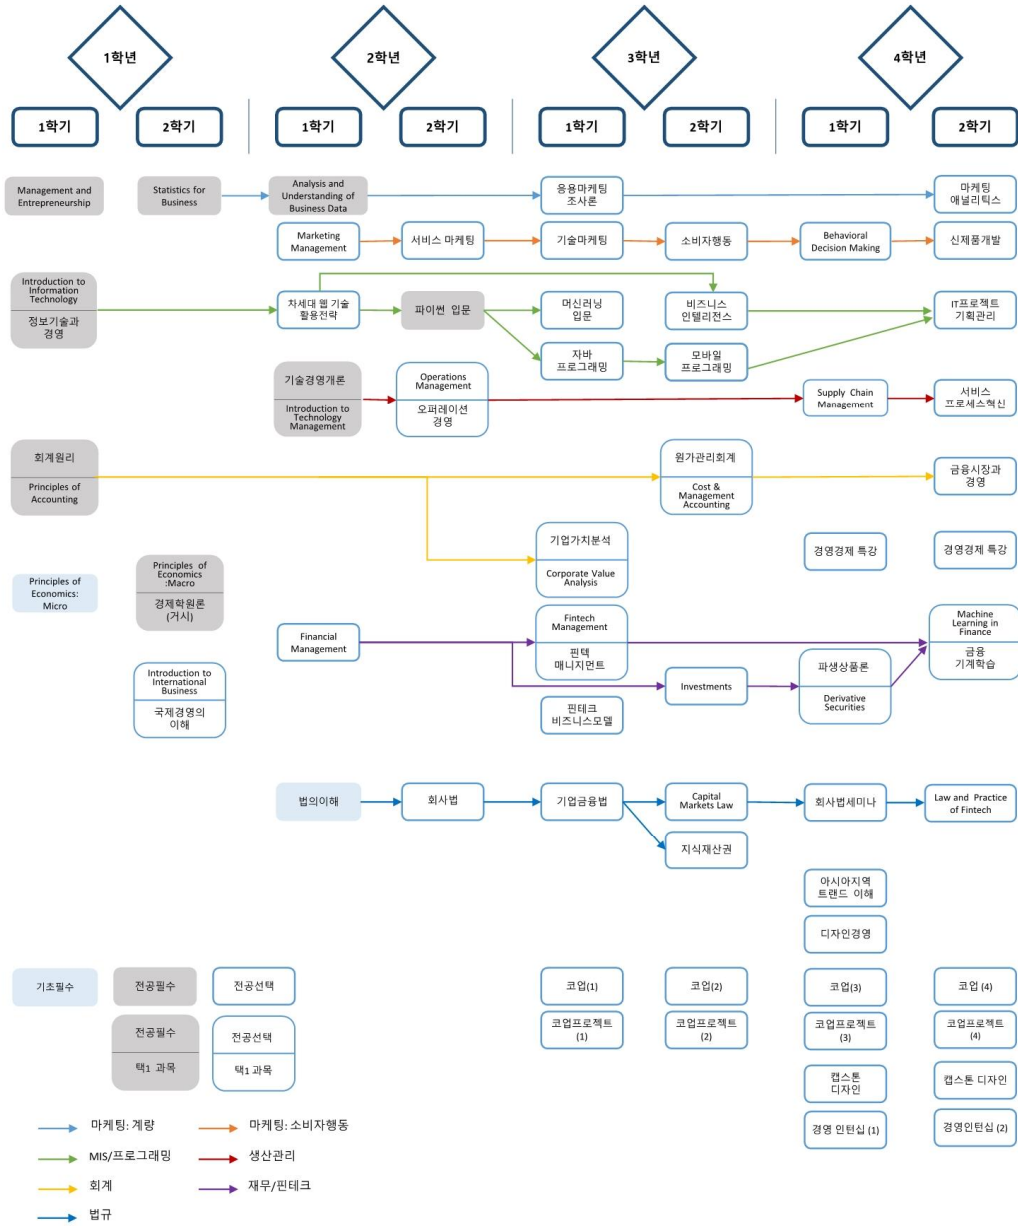 1학년
2학년
3학년
4학년
1학기
2학기
1학기
2학기
1학기
2학기
1학기
2학기
Management and
Entrepreneurship
Statistics for
Business
Analysis and
Understanding of
Business Data
응용마케팅
조사론
마케팅
애널리틱스
Marketing
Management
서비스 마케팅
기술마케팅
소비자행동
Behavioral
Decision Making
신제품개발
Introduction to
Information
Technology
정보기술과
경영
차세대 웹 기술
활용전략
파이썬 입문
머신러닝
입문
비즈니스
인텔리전스
IT프로젝트
기획관리
자바
프로그래밍
모바일
프로그래밍
기술경영개론
Introduction to
Technology
Management
Operations
Management
오퍼레이션
경영
Supply Chain
Management
서비스
프로세스혁신
회계원리
Principles of
Accounting
원가관리회계
Cost &
Management
Accounting
금융시장과
경영
기업가치분석
Corporate Value
Analysis
경영경제 특강
경영경제 특강
Principles of
Economics:
Micro
Principles of
Economics
:Macro
경제학원론
(거시)
Financial
Management
Fintech
Management
핀텍
매니지먼트
Machine
Learning in
Finance
금융
기계학습
Introduction to
International
Business
국제경영의
이해
Investments
파생상품론
Derivative
Securities
핀테크
비즈니스모델
법의이해
회사법
기업금융법
Capital
Markets Law
회사법세미나
Law and Practice
of Fintech
지식재산권
아시아지역
트랜드 이해
디자인경영
기초필수
전공필수
전공선택
코업(1)
코업(2)
코업(3)
코업 (4)
전공필수
택1 과목
전공선택
택1 과목
코업프로젝트
(1)
코업프로젝트
(2)
코업프로젝트
(3)
코업프로젝트
(4)
캡스톤
디자인
캡스톤 디자인
경영 인턴십 (1)
경영인턴십 (2)
마케팅: 계량
마케팅: 소비자행동
MIS/프로그래밍
생산관리
회계
재무/핀테크
법규